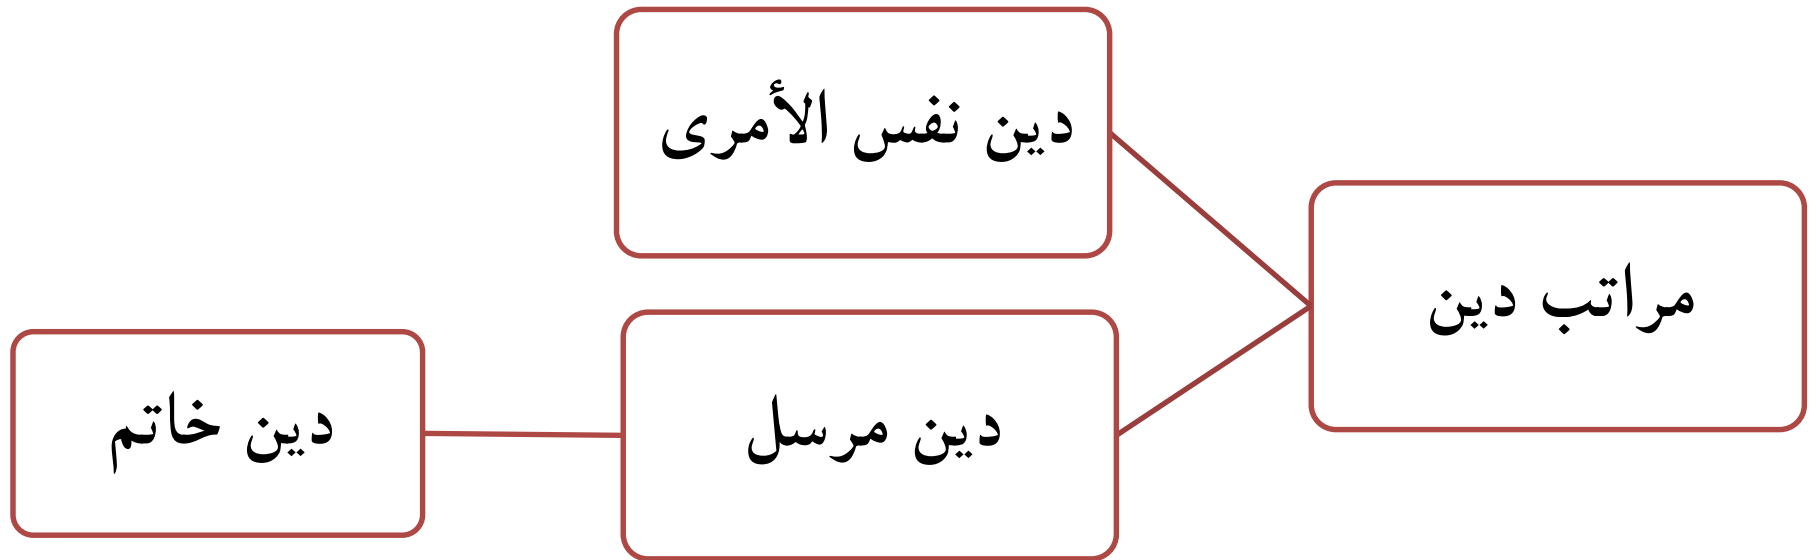 مراتب دین
دین نفس الأمری
دین مرسل
دین خاتم